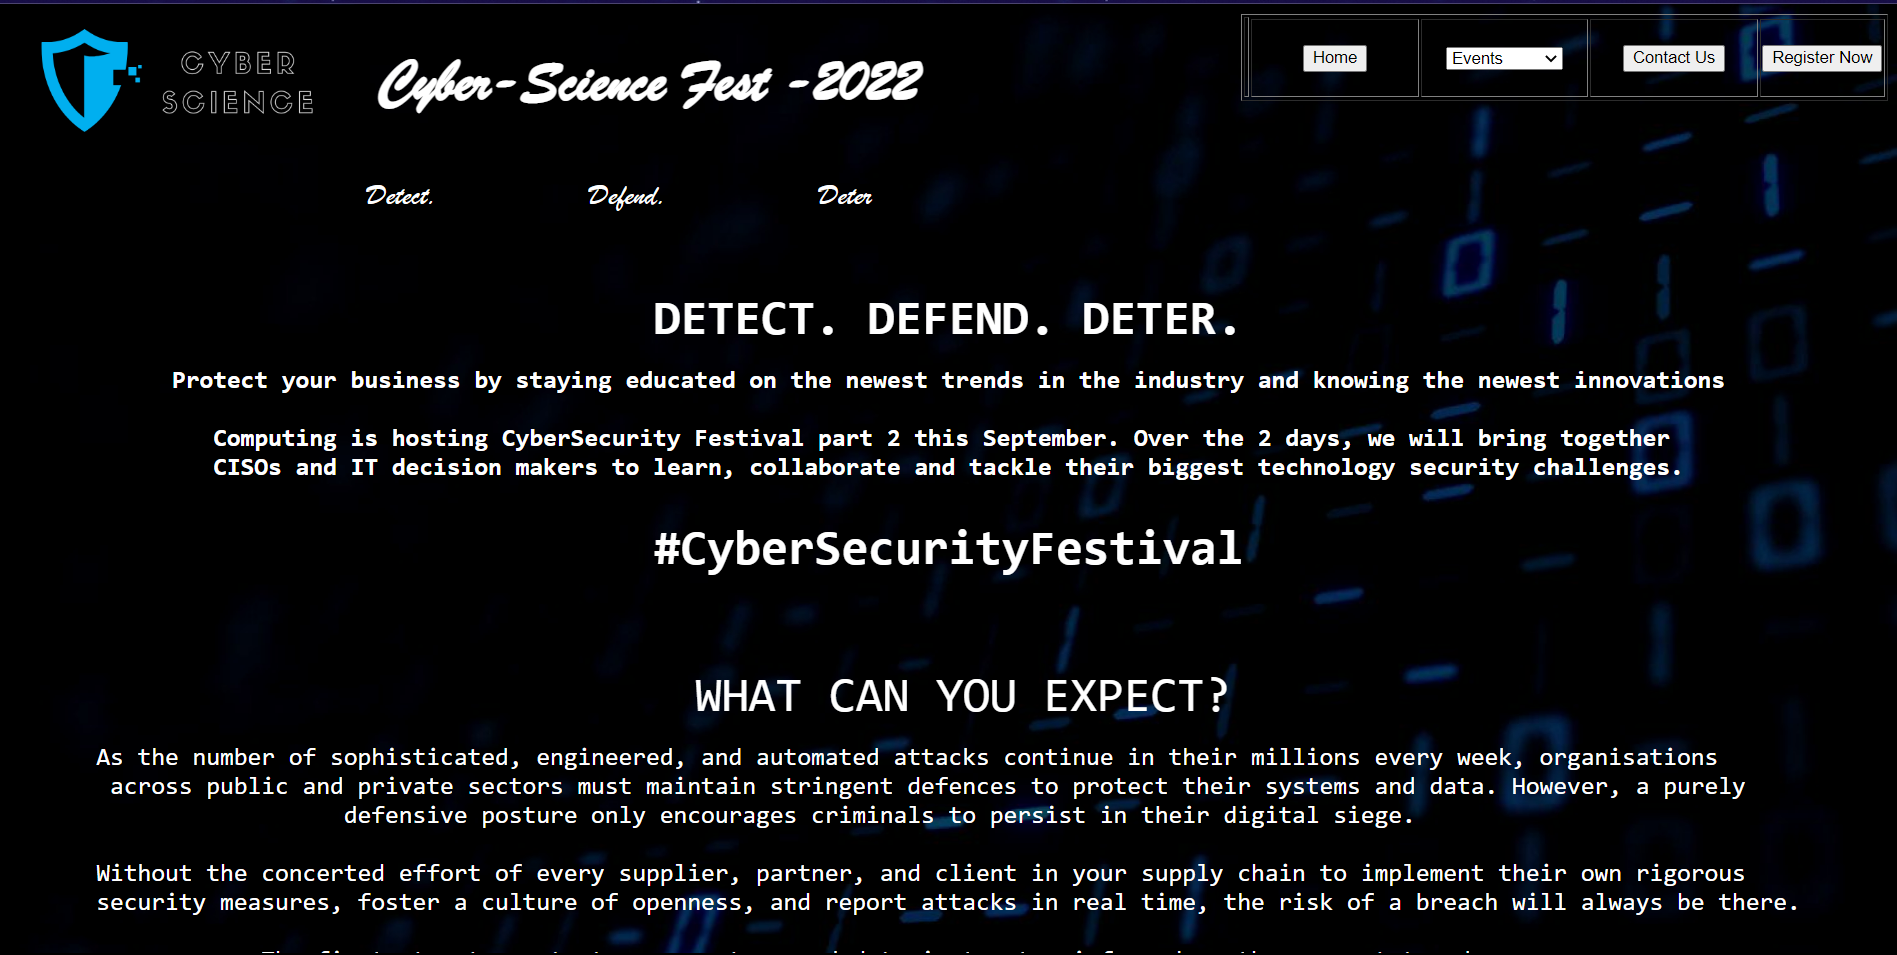 CYBER
SCIENCE
Cyber-Science Fest -2022
Home
Events
Contact Us
Register Now
Detect. Defend. Deter
DETECT. DEFEND. DETER.
Protect your business by staying educated on the newest trends in the industry and knowing the newest innovations
Computing is hosting CyberSecurity Festival part 2 this September. Over the 2 days, we will bring together
CISOs and IT decision makers to learn, collaborate and tackle their biggest technology security challenges.
#CyberSecurityFestival
WHAT CAN YOU EXPECT?
As the number of sophisticated, engineered, and automated attacks continue in their millions every week, organisations
across public and private sectors must maintain stringent defences to protect their systems and data. However, a purely
defensive posture only encourages criminals to persist in their digital siege.
Without the concerted effort of every supplier, partner, and client in your supply chain to implement their own rigorous
security measures, foster a culture of openness, and report attacks in real time, the risk of a breach will always be there.